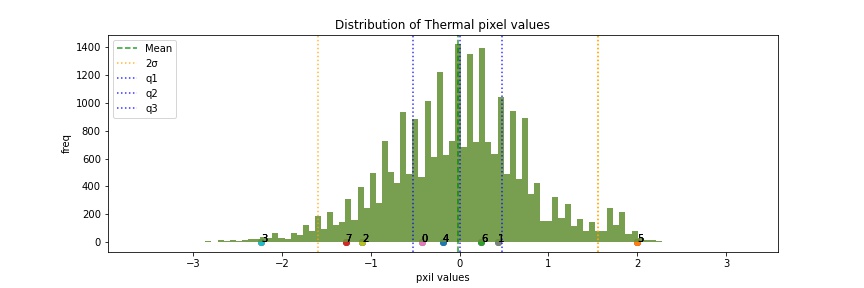 Distribution of Thermal pixel values
Mean
2σ
q1
q2
q3
freq
1400
1200
1000
800
600
400
200
0
3 7 2 0 4 6 1 5
−3 −2 −1 0 1 2 3
pxil values